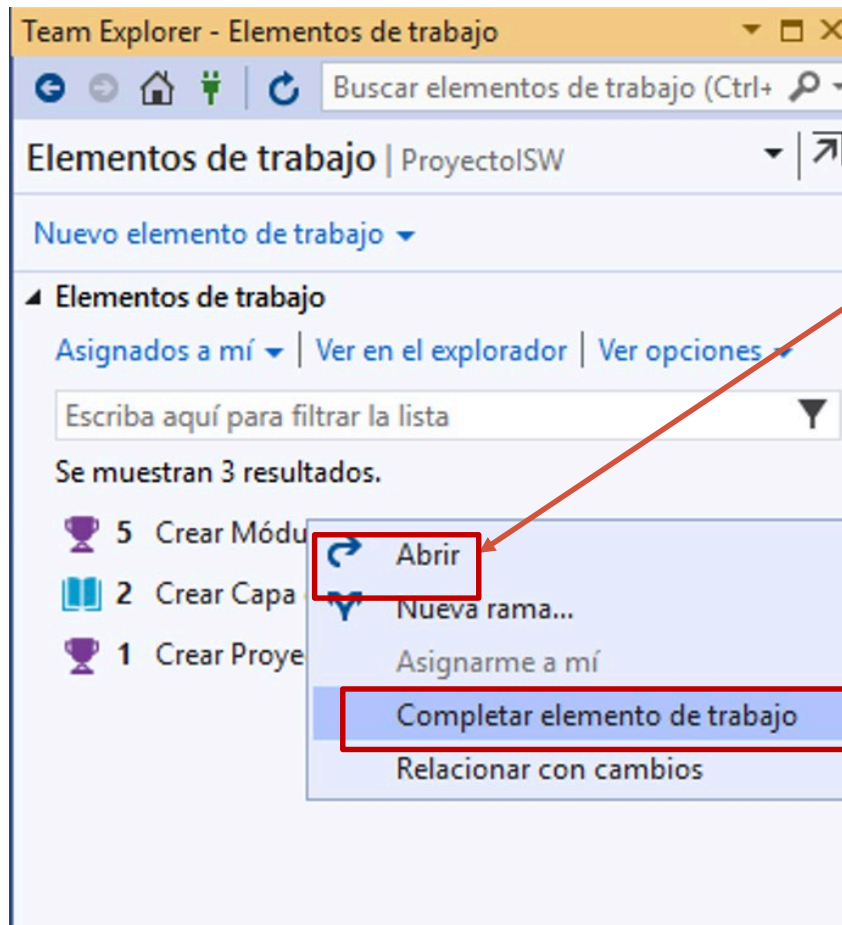 Team Explorer - Elementos de trabajo
Buscar elementos de trabajo (Ctrl+
Elementos de trabajo | ProyectoISW
Nuevo elemento de trabajo
Elementos de trabajo
Asignados a mí | Ver en el explorador | Ver opciones
Escriba aquí para filtrar la lista
Se muestran 3 resultados.
5 Crear Módu
2 Crear Capa
1 Crear Proye
Abrir
Nueva rama...
Asignarme a mí
Completar elemento de trabajo
Relacionar con cambios